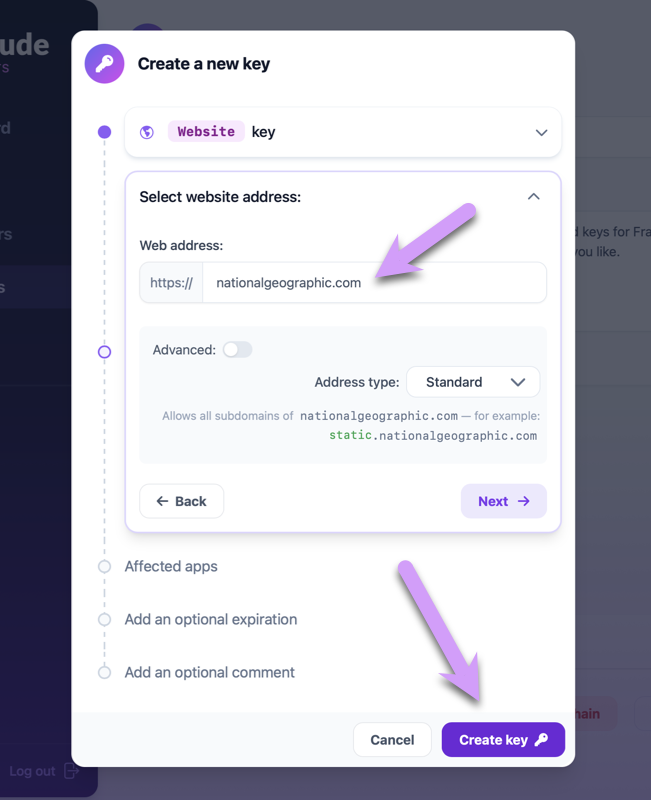 ude
Create a new key
Website key
Select website address:
Web address:
https:// nationalgeographic.com
Advanced:
Address type: Standard
Allows all subdomains of nationalgeographic.com — for example:
static.nationalgeographic.com
Back
Next
Affected apps
Add an optional expiration
Add an optional comment
Cancel
Create key
d keys for Fra
you like.
main
Log out